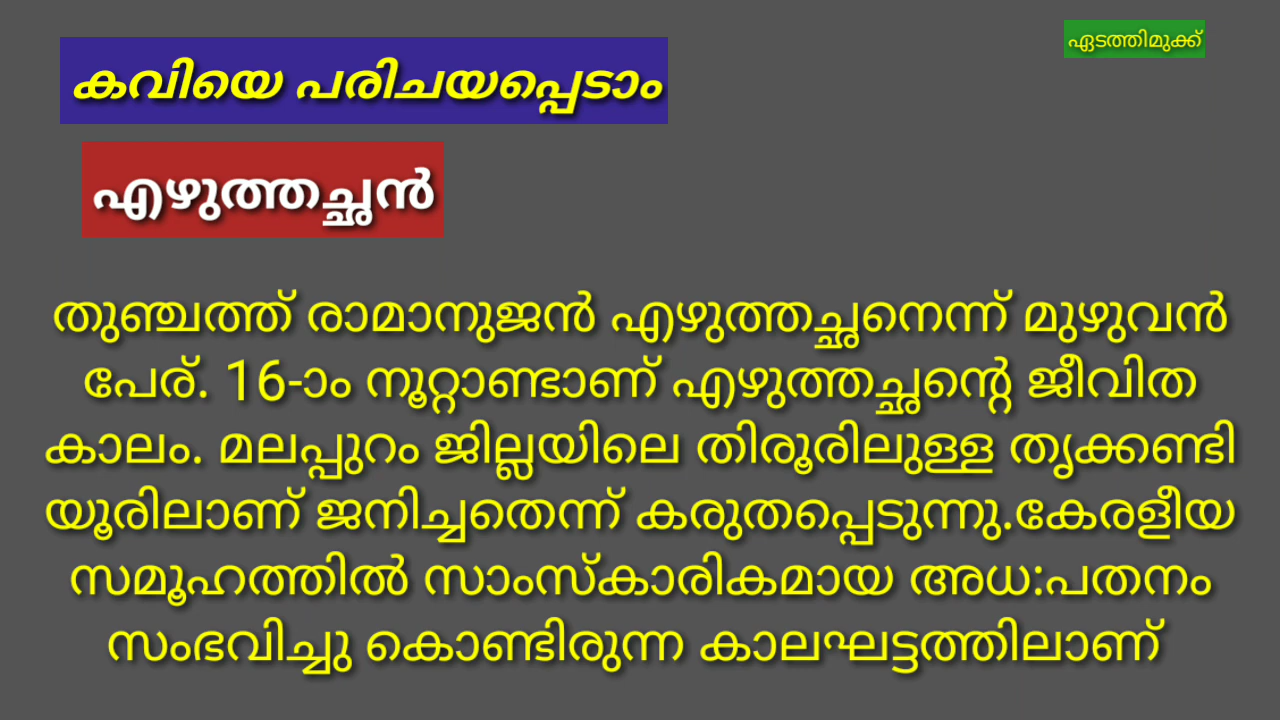 ഏടത്തിമുക്ക്
കവിയെ പരിചയപ്പെടാം
എഴുത്തച്ഛൻ
തുഞ്ചത്ത് രാമാനുജൻ എഴുത്തച്ഛനെന്ന് മുഴുവൻ
പേര്. 16-ാം നൂറ്റാണ്ടാണ് എഴുത്തച്ഛന്റെ ജീവിത
കാലം. മലപ്പുറം ജില്ലയിലെ തിരൂരിലുള്ള തൃക്കണ്ടി
യൂരിലാണ് ജനിച്ചതെന്ന് കരുതപ്പെടുന്നു.കേരളീയ
സമൂഹത്തിൽ സാംസ്കാരികമായ അധ:പതനം
സംഭവിച്ചു കൊണ്ടിരുന്ന കാലഘട്ടത്തിലാണ്